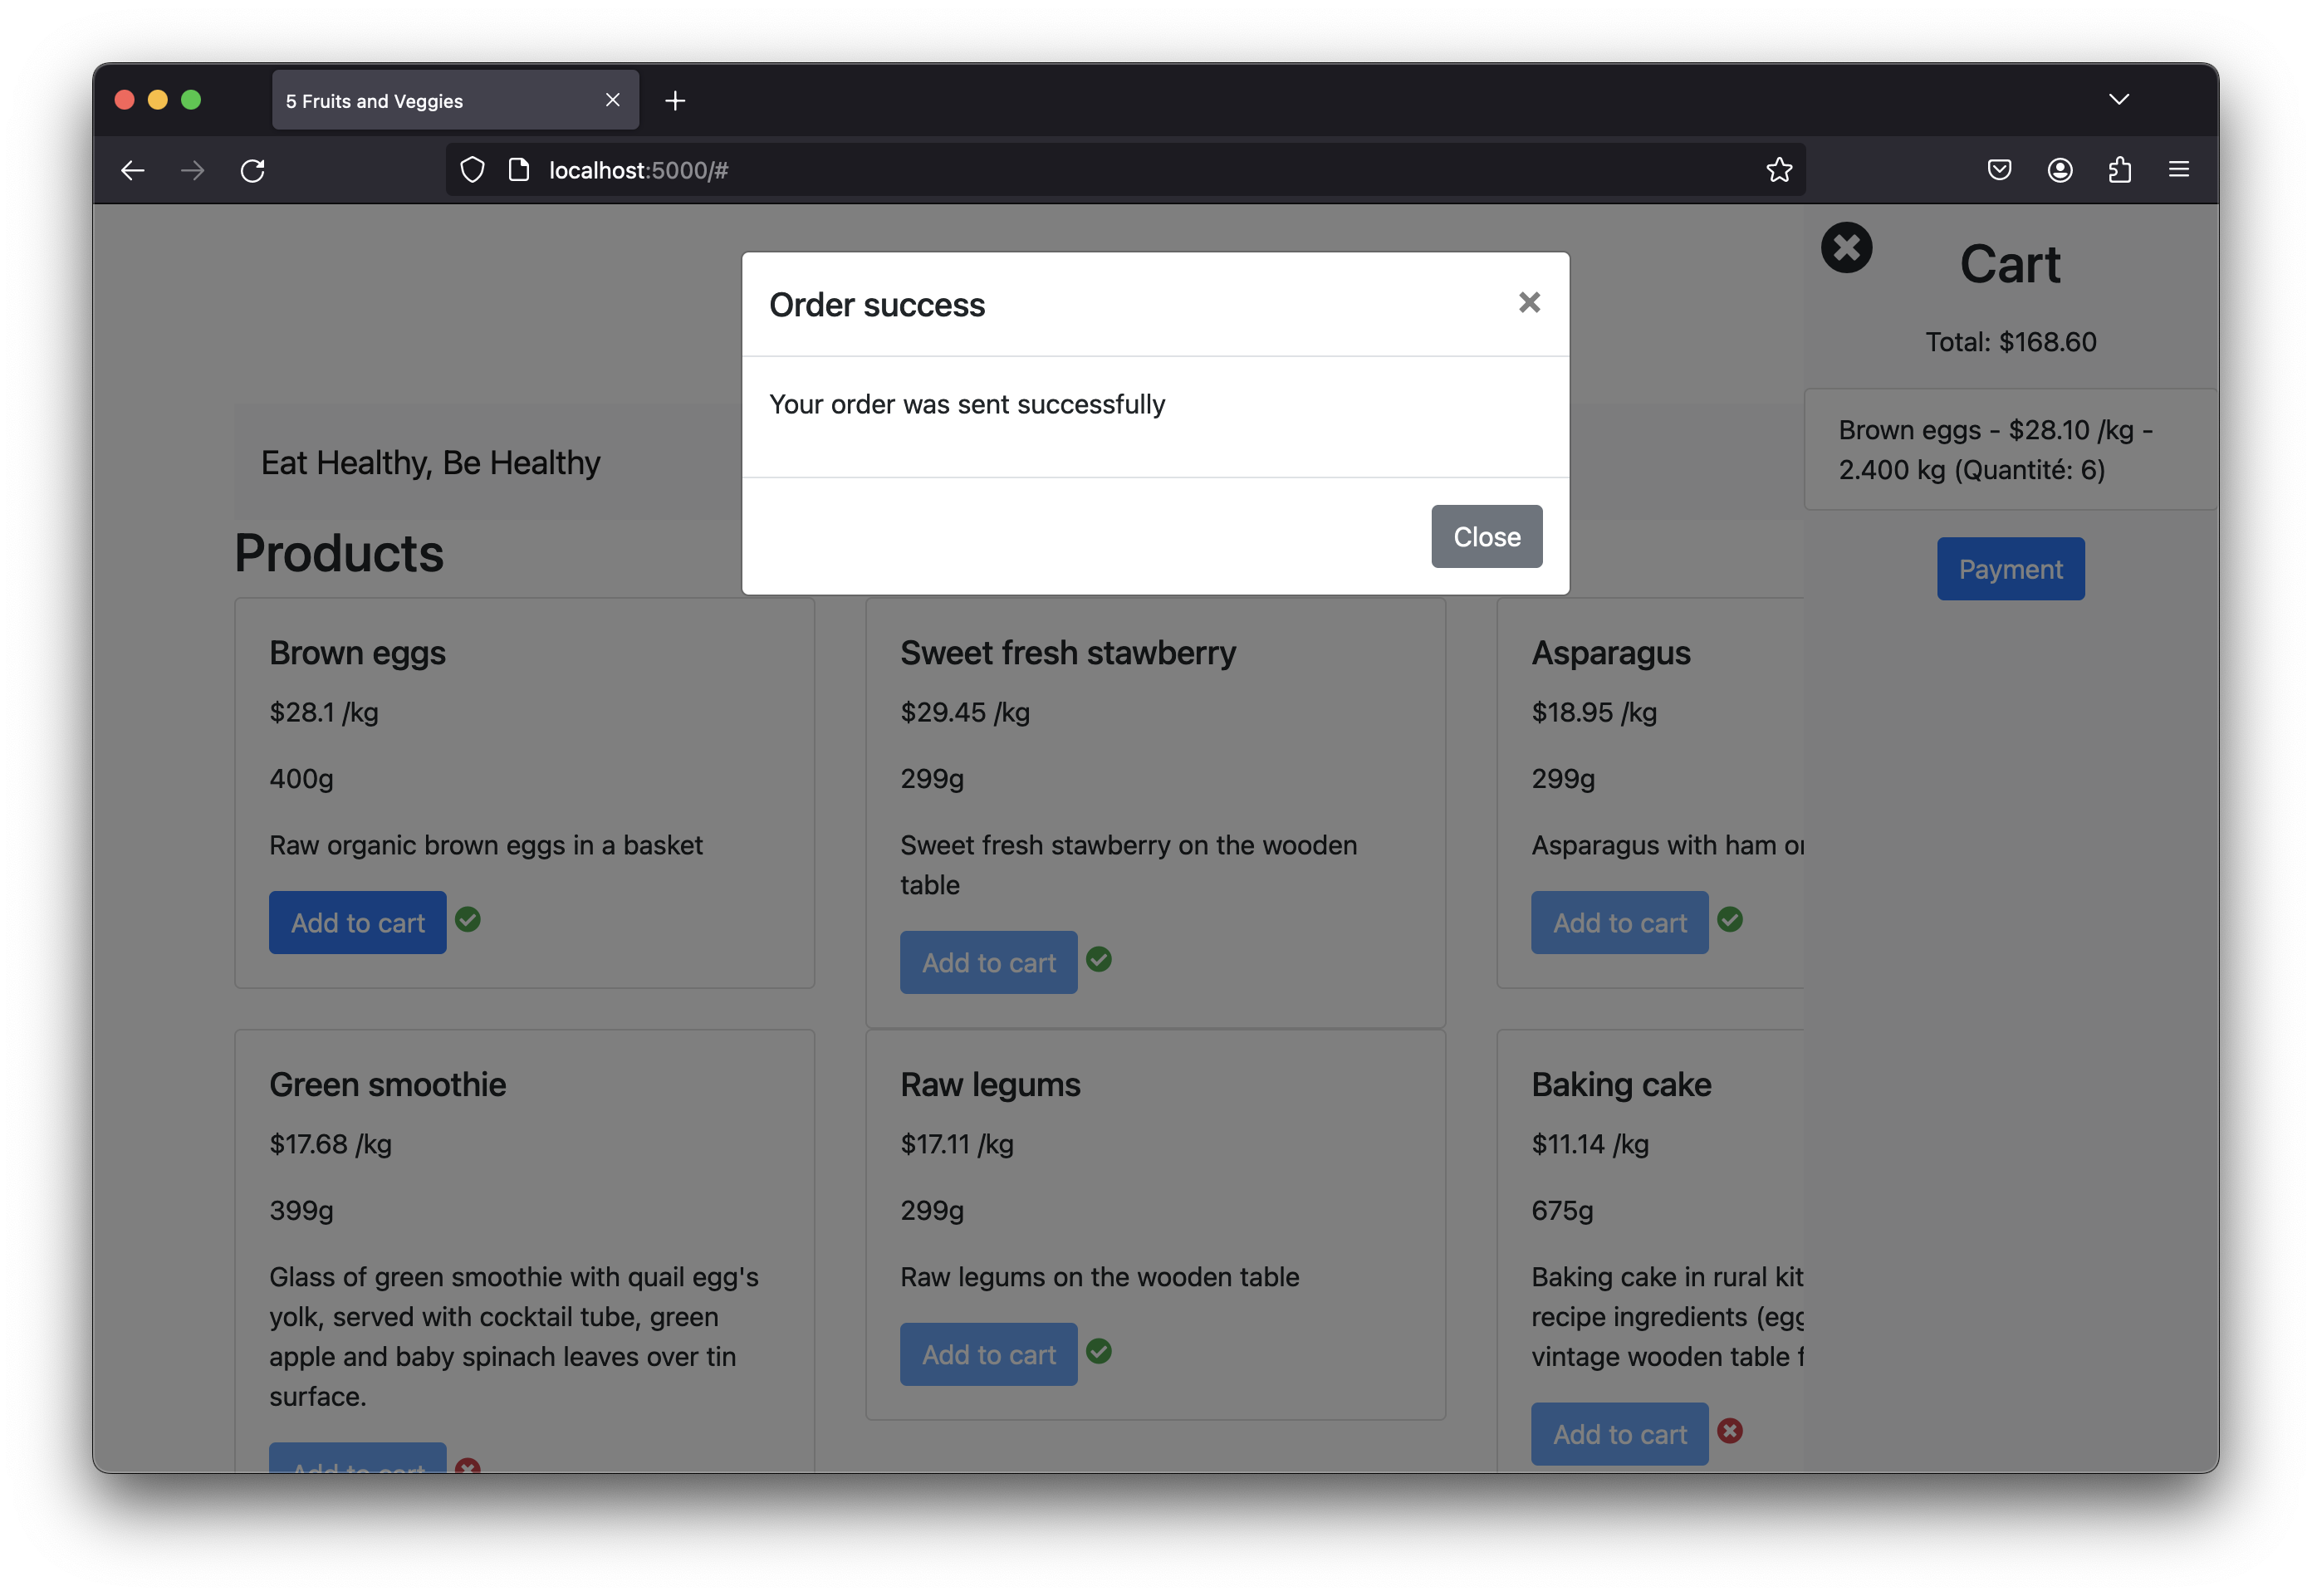 5 Fruits and Veggies
localhost:5000/#
Order success
Your order was sent successfully
Close
Cart
Total: $168.60
Brown eggs - $28.10 /kg -
2.400 kg (Quantité: 6)
Payment
Eat Healthy, Be Healthy
Products
Brown eggs
$28.1 /kg
400g
Raw organic brown eggs in a basket
Add to cart
Sweet fresh stawberry
$29.45 /kg
299g
Sweet fresh stawberry on the wooden
table
Add to cart
Asparagus
$18.95 /kg
299g
Asparagus with ham
Add to cart
Green smoothie
$17.68 /kg
399g
Glass of green smoothie with quail egg's
yolk, served with cocktail tube, green
apple and baby spinach leaves over tin
surface.
Add to cart
Raw legums
$17.11 /kg
299g
Raw legums on the wooden table
Add to cart
Baking cake
$11.14 /kg
675g
Baking cake in rural
recipe ingredients
vintage wooden table
Add to cart